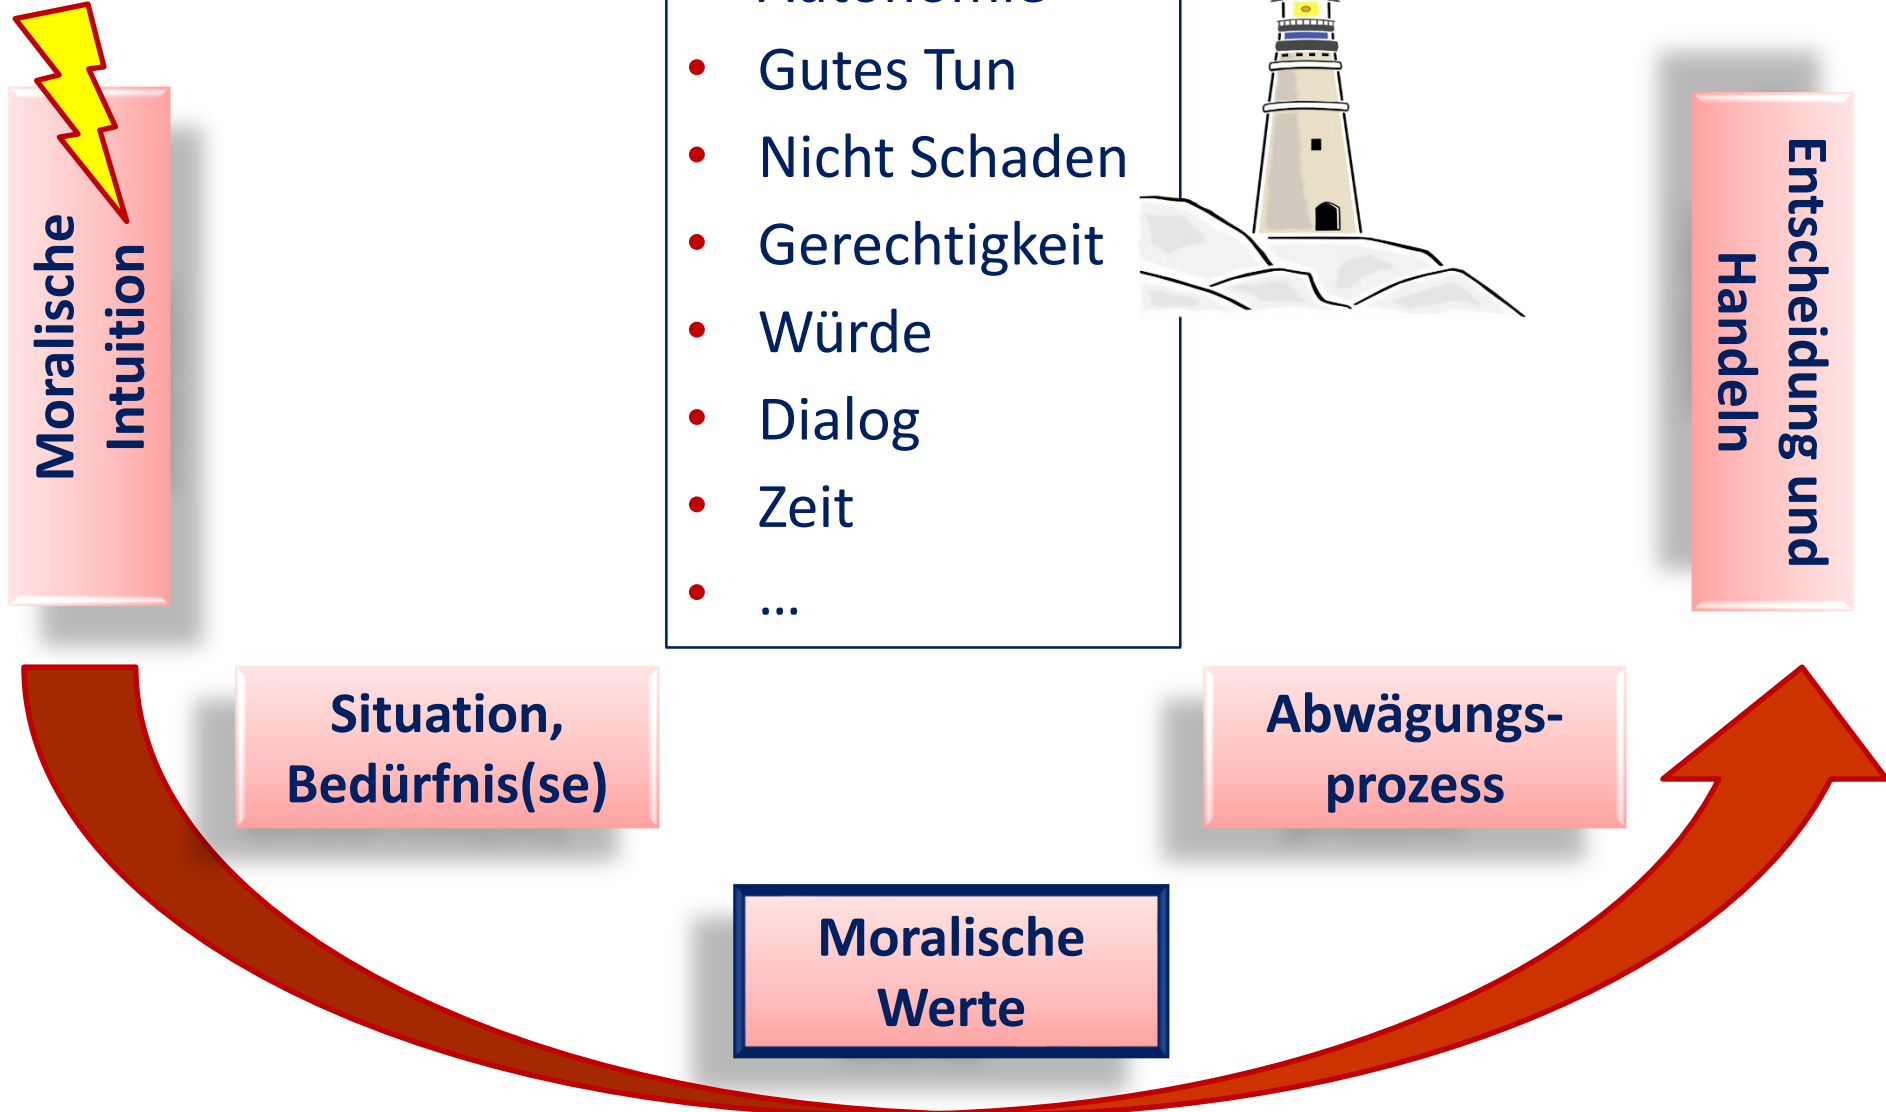 Autonomie
• Gutes Tun
• Nicht Schaden
• Gerechtigkeit
• Würde
• Dialog
• Zeit
• ...
Moralische
Intuition
Situation,
Bedürfnis(se)
Moralische
Werte
Abwägungs-
prozess
Entscheidung und
Handeln